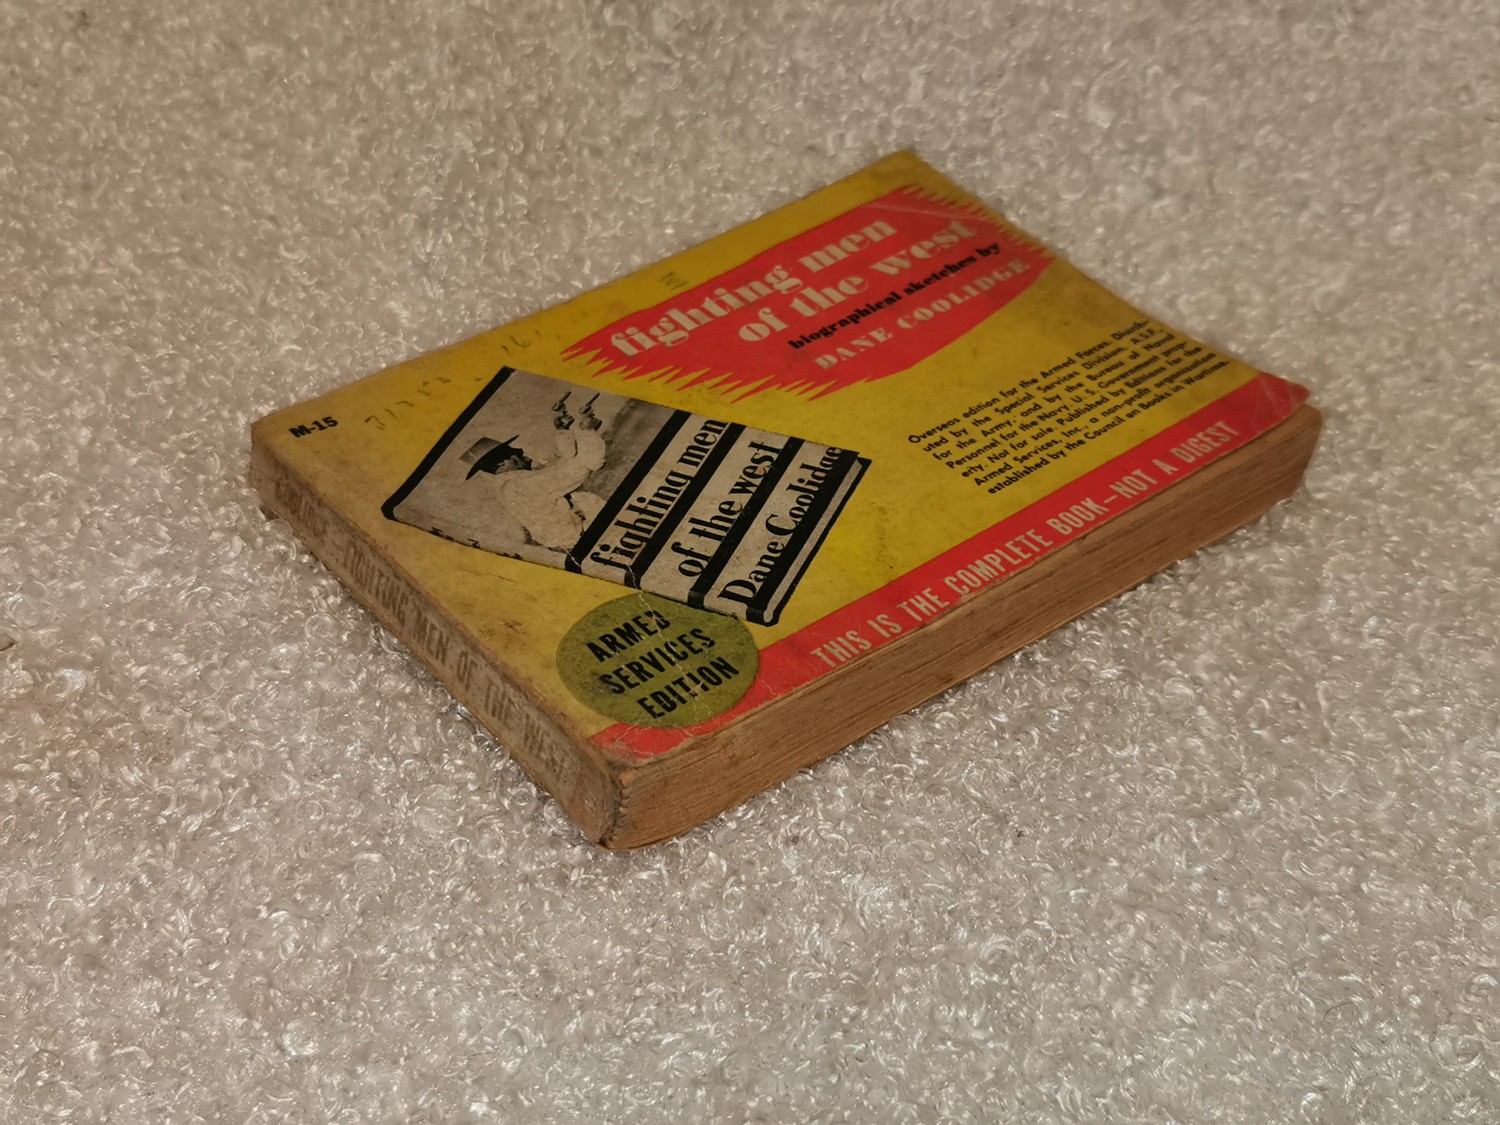 M-15
fighting men
of the west
biographical sketches by
DANE COOLIDGE
fighting men
of the west
Dane Coolidge
Overseas edition for the Armed Forces. Distrib-
uted by the Special Services Division, A.S.F.,
for the Army, and by the Bureau of Naval
Personnel for the Navy. U. S. Government prop-
erty. Not for sale. Published by Editions for the
Armed Services, Inc., a non-profit organization
established by the Council on Books in Wartime.
ARMED
SERVICES
EDITION
THIS IS THE COMPLETE BOOK—NOT A DIGEST
FIGHTING MEN OF THE WEST